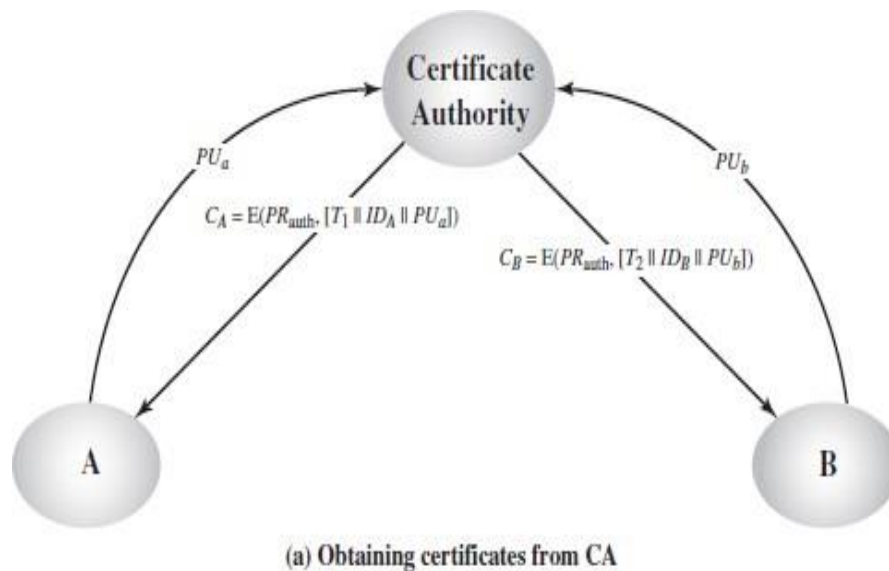 Certificate
Authority
PUa
PUb
CA = E(PRauth, [T1 || IDA || PUa])
CB = E(PRauth, [T2 || IDB || PUb])
A
B
(a) Obtaining certificates from CA